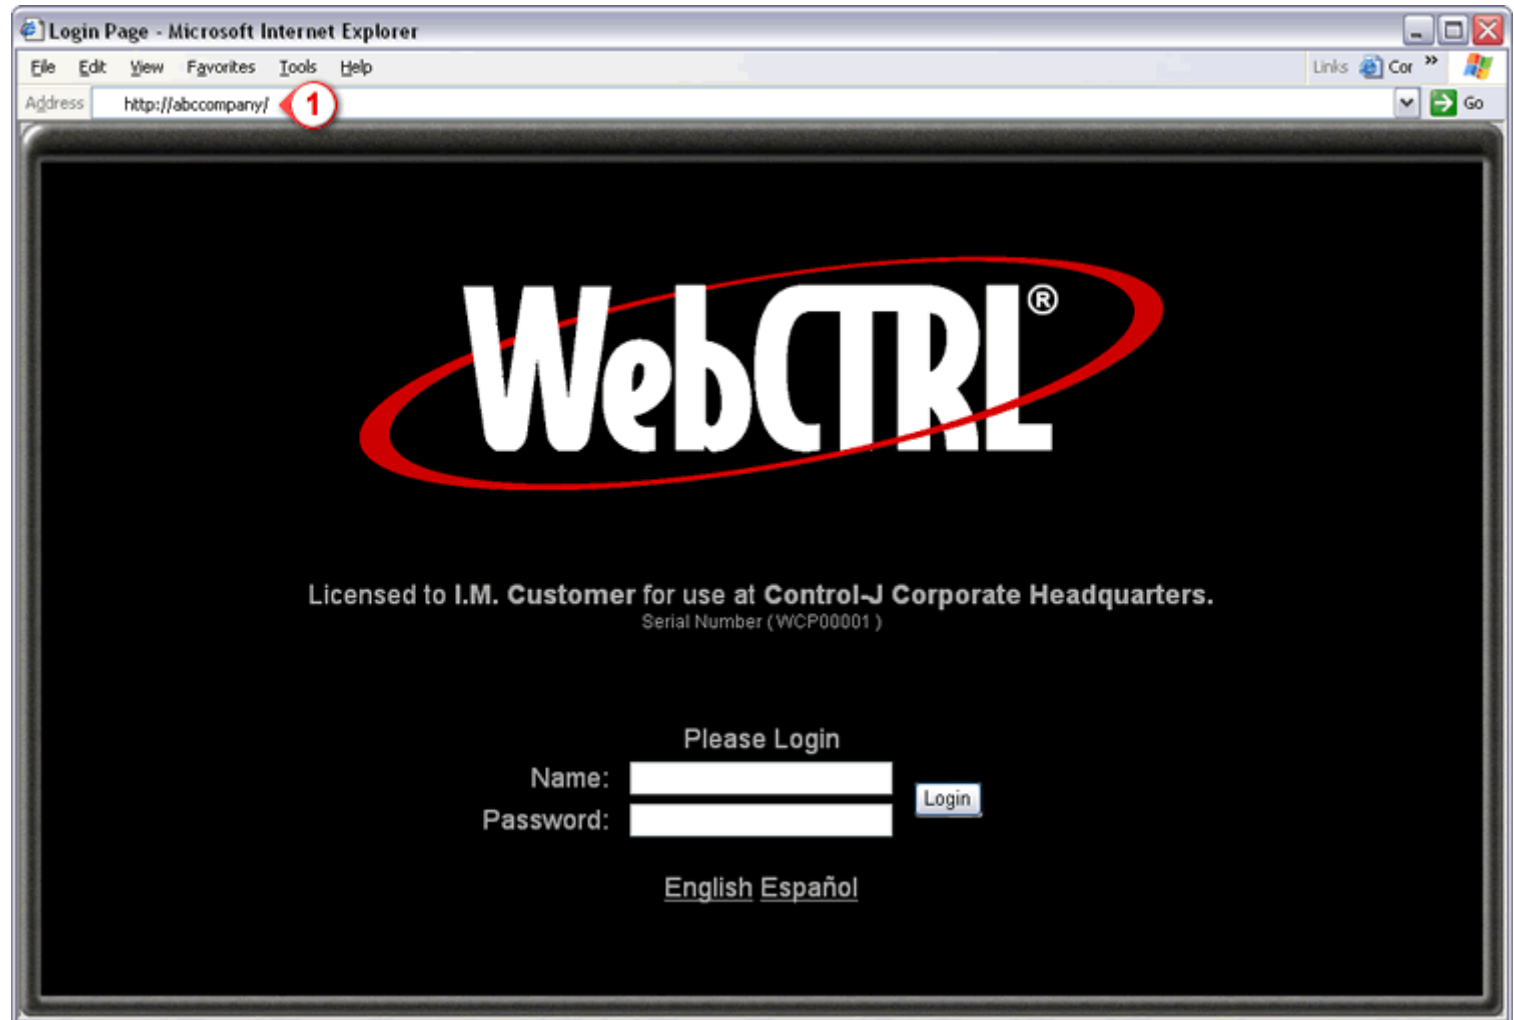 Login Page - Microsoft Internet Explorer
File Edit View Favorites Tools Help Links Cor »
Address http://abccompany/ 1 Go
WebCTRL®
Licensed to I.M. Customer for use at Control-J Corporate Headquarters.
Serial Number ( WCP00001 )
Please Login
Name:
Login
Password:
English Español